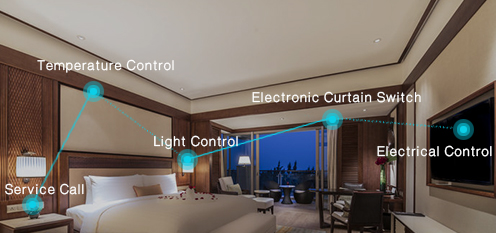 Temperature Control
Electronic Curtain Switch
Light Control
Electrical Control
Service Call